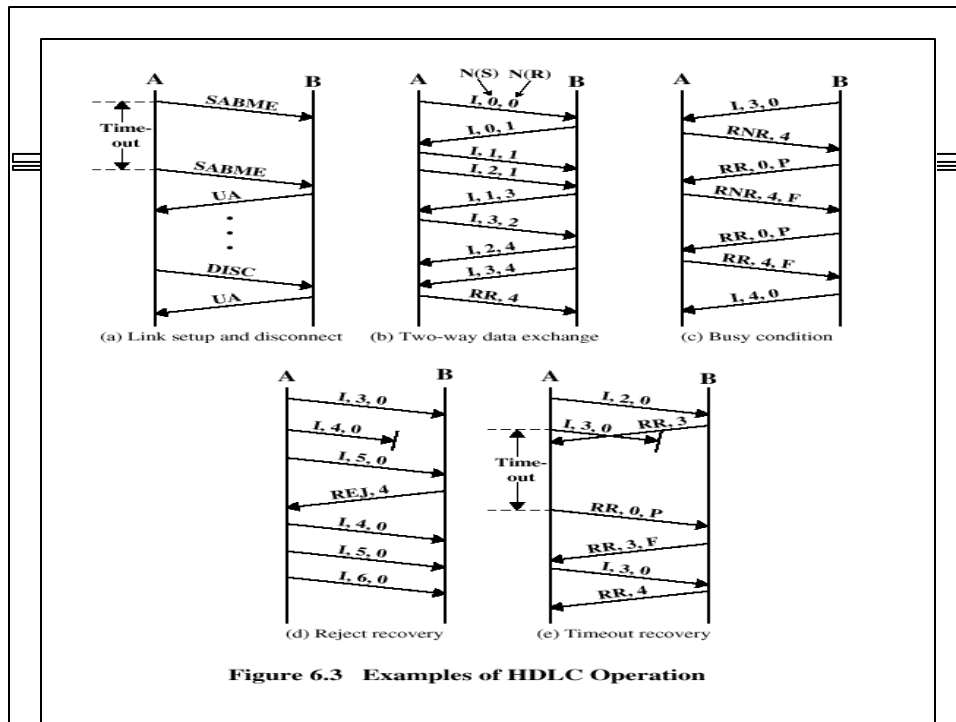 A
B
SABME
Time-
out
SABME
UA
DISC
UA
(a) Link setup and disconnect
N(S) N(R)
A
B
I, 0, 0
I, 0, 1
I, 1, 1
I, 2, 1
I, 1, 3
I, 3, 2
I, 2, 4
I, 3, 4
RR, 4
(b) Two-way data exchange
A
B
I, 3, 0
RNR, 4
RR, 0, P
RNR, 4, F
RR, 0, P
RR, 4, F
I, 4, 0
(c) Busy condition
A
B
I, 3, 0
I, 4, 0
I, 5, 0
REJ, 4
I, 4, 0
I, 5, 0
I, 6, 0
(d) Reject recovery
A
B
I, 2, 0
RR, 3
I, 3, 0
Time-
out
RR, 0, P
RR, 3, F
I, 3, 0
RR, 4
(e) Timeout recovery
Figure 6.3 Examples of HDLC Operation